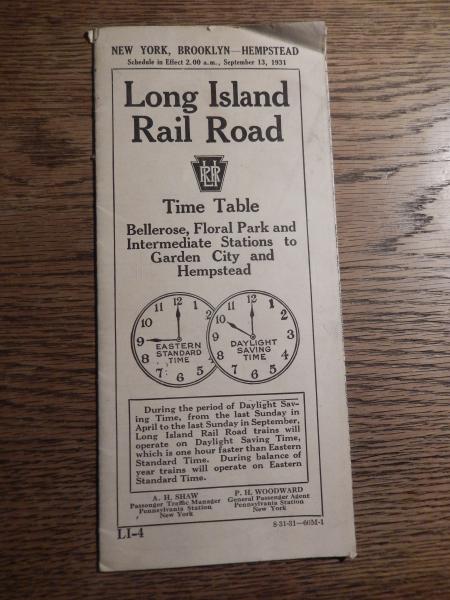 NEW YORK, BROOKLYN—HEMPSTEAD
Schedule in Effect 2.00 a.m., September 13, 1931
Long Island
Rail Road
LIRR
Time Table
Bellerose, Floral Park and
Intermediate Stations to
Garden City and
Hempstead
12
11
1
10
2
9
8
4
7
5
6
EASTERN
STANDARD
TIME
12
11
1
10
2
9
3
8
4
7
5
6
DAYLIGHT
SAVING
TIME
During the period of Daylight Sav-
ing Time, from the last Sunday in
April to the last Sunday in September,
Long Island Rail Road trains will
operate on Daylight Saving Time,
which is one hour faster than Eastern
Standard Time. During balance of
year trains will operate on Eastern
Standard Time.
A. H. SHAW
Passenger Traffic Manager
Pennsylvania Station
New York
P. H. WOODWARD
General Passenger Agent
Pennsylvania Station
New York
LI-4
8-31-31—60M-1